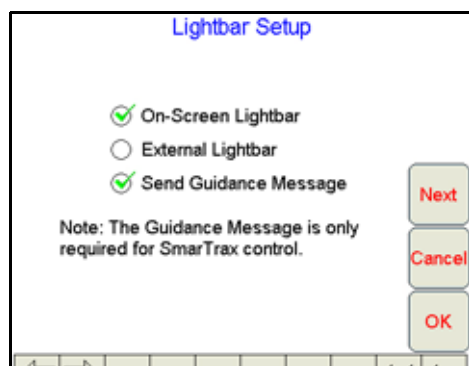 Lightbar Setup
On-Screen Lightbar
External Lightbar
Send Guidance Message
Note: The Guidance Message is only
required for SmarTrax control.
Next
Cancel
OK